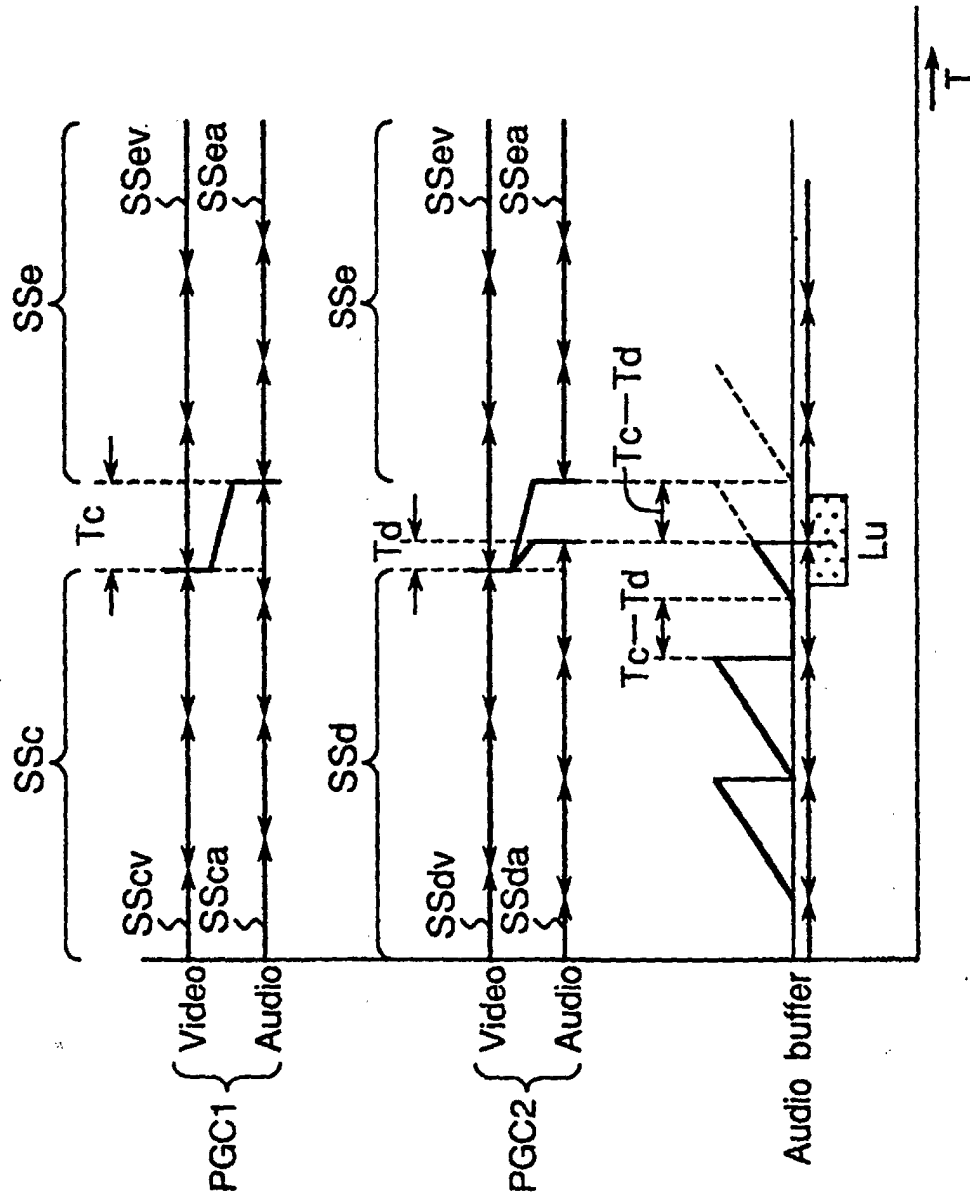 SSc
SSe
Tc
SScv
SSev
SSca
SSea
PGC1
Video
Audio
SSd
SSe
Td
SSdv
SSev
SSda
SSea
PGC2
Video
Audio
Tc—Td
Tc—Td
Audio buffer
Lu
T